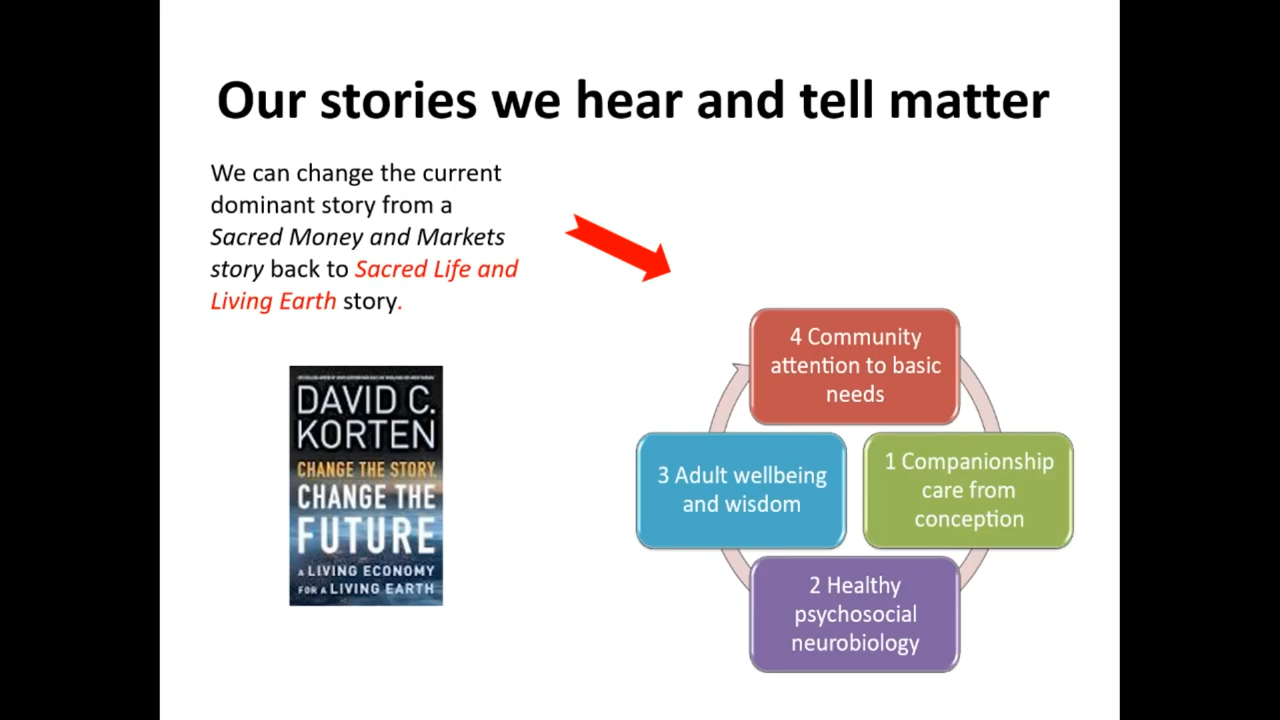 Our stories we hear and tell matter
We can change the current
dominant story from a
Sacred Money and Markets
story back to Sacred Life and
Living Earth story.
DAVID C.
KORTEN
CHANGE THE STORY,
CHANGE THE
FUTURE
A LIVING ECONOMY
FOR A LIVING EARTH
4 Community
attention to basic
needs
1 Companionship
care from
conception
2 Healthy
psychosocial
neurobiology
3 Adult wellbeing
and wisdom